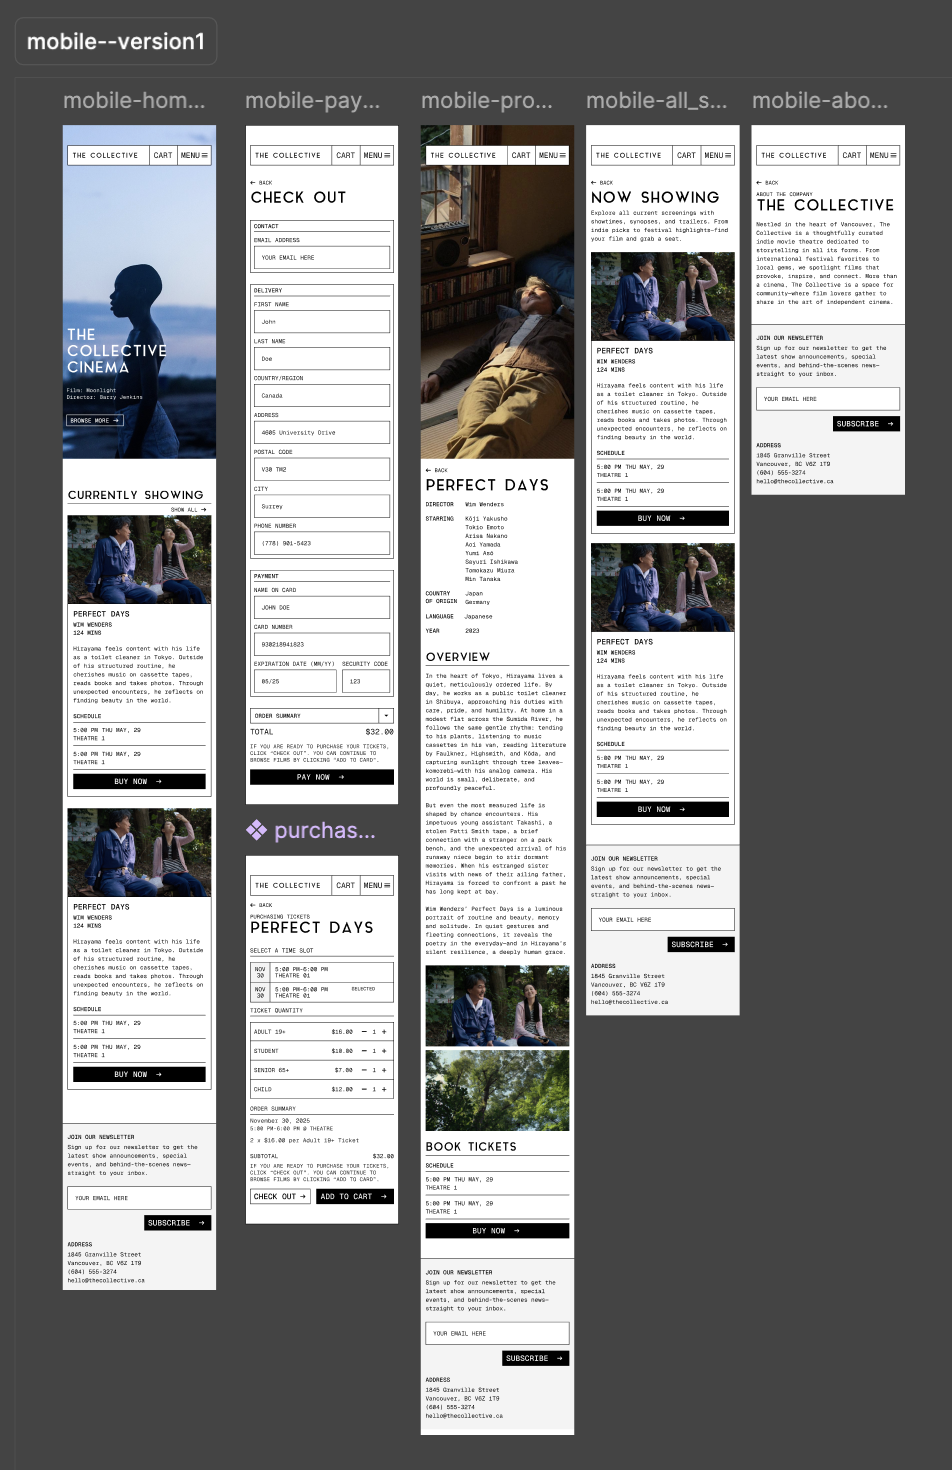 mobile--version1
mobile-hom...
THE COLLECTIVE
CART
MENU
THE
COLLECTIVE
CINEMA
Film: Moonlight
Director: Barry Jenkins
BROWSE MORE →
CURRENTLY SHOWING
SHOW ALL →
PERFECT DAYS
WIM WENDERS
124 MINS
Hirayama feels content with his life
as a toilet cleaner in Tokyo. Outside
of his structured routine, he
cherishes music on cassette tapes,
reads books and takes photos. Through
unexpected encounters, he reflects on
finding beauty in the world.
SCHEDULE
5:00 PM THU MAY, 29
THEATRE 1
5:00 PM THU MAY, 29
THEATRE 1
BUY NOW →
PERFECT DAYS
WIM WENDERS
124 MINS
Hirayama feels content with his life
as a toilet cleaner in Tokyo. Outside
of his structured routine, he
cherishes music on cassette tapes,
reads books and takes photos. Through
unexpected encounters, he reflects on
finding beauty in the world.
SCHEDULE
5:00 PM THU MAY, 29
THEATRE 1
5:00 PM THU MAY, 29
THEATRE 1
BUY NOW →
JOIN OUR NEWSLETTER
Sign up for our newsletter to get the
latest show announcements, special
events, and behind-the-scenes news—
straight to your inbox.
YOUR EMAIL HERE
SUBSCRIBE →
ADDRESS
1845 Granville Street
Vancouver, BC V6Z 1T9
(604) 555-3274
hello@thecollective.ca
mobile-pay...
THE COLLECTIVE
CART
MENU
← BACK
CHECK OUT
CONTACT
EMAIL ADDRESS
YOUR EMAIL HERE
DELIVERY
FIRST NAME
John
LAST NAME
Doe
COUNTRY/REGION
Canada
ADDRESS
4605 University Drive
POSTAL CODE
V30 TM2
CITY
Surrey
PHONE NUMBER
(778) 901-5423
PAYMENT
NAME ON CARD
JOHN DOE
CARD NUMBER
930218941823
EXPIRATION DATE (MM/YY)
SECURITY CODE
05/25
123
ORDER SUMMARY
TOTAL
$32.00
IF YOU ARE READY TO PURCHASE YOUR TICKETS,
CLICK "CHECK OUT". YOU CAN CONTINUE TO
BROWSE FILMS BY CLICKING "ADD TO CARD".
PAY NOW →
purchas...
THE COLLECTIVE
CART
MENU
← BACK
PURCHASING TICKETS
PERFECT DAYS
SELECT A TIME SLOT
NOV
30
5:00 PM-6:00 PM
THEATRE 01
NOV
30
5:00 PM-6:00 PM
THEATRE 01
SELECTED
TICKET QUANTITY
ADULT 19+
$16.00
— 1 +
STUDENT
$10.00
— 1 +
SENIOR 65+
$7.00
— 1 +
CHILD
$12.00
— 1 +
ORDER SUMMARY
November 30, 2025
5:00 PM-6:00 PM @ THEATRE
2 x $16.00 per Adult 19+ Ticket
SUBTOTAL
$32.00
IF YOU ARE READY TO PURCHASE YOUR TICKETS,
CLICK "CHECK OUT". YOU CAN CONTINUE TO
BROWSE FILMS BY CLICKING "ADD TO CARD".
CHECK OUT →
ADD TO CART →
mobile-pro...
THE COLLECTIVE
CART
MENU
← BACK
PERFECT DAYS
DIRECTOR
Wim Wenders
STARRING
Kōji Yakusho
Tokio Emoto
Arisa Nakano
Aoi Yamada
Yumi Asō
Sayuri Ishikawa
Tomokazu Miura
Min Tanaka
COUNTRY
OF ORIGIN
Japan
Germany
LANGUAGE
Japanese
YEAR
2023
OVERVIEW
In the heart of Tokyo, Hirayama lives a
quiet, meticulously ordered life. By
day, he works as a public toilet cleaner
in Shibuya, approaching his duties with
care, pride, and humility. At home in a
modest flat across the Sumida River, he
follows the same gentle rhythm: tending
to his plants, listening to music
cassettes in his van, reading literature
by Faulkner, Highsmith, and Kōda, and
capturing sunlight through tree leaves—
komorebi—with his analog camera. His
world is small, deliberate, and
profoundly peaceful.
But even the most measured life is
shaped by chance encounters. His
impetuous young assistant Takashi, a
stolen Patti Smith tape, a brief
connection with a stranger on a park
bench, and the unexpected arrival of his
runaway niece begin to stir dormant
memories. When his estranged sister
visits with news of their ailing father,
Hirayama is forced to confront a past he
has long kept at bay.
Wim Wenders' Perfect Days is a luminous
portrait of routine and beauty, memory
and solitude. In quiet gestures and
fleeting connections, it reveals the
poetry in the everyday—and in Hirayama's
silent resilience, a deeply human grace.
BOOK TICKETS
SCHEDULE
5:00 PM THU MAY, 29
THEATRE 1
5:00 PM THU MAY, 29
THEATRE 1
BUY NOW →
JOIN OUR NEWSLETTER
Sign up for our newsletter to get the
latest show announcements, special
events, and behind-the-scenes news—
straight to your inbox.
YOUR EMAIL HERE
SUBSCRIBE →
ADDRESS
1845 Granville Street
Vancouver, BC V6Z 1T9
(604) 555-3274
hello@thecollective.ca
mobile-all_s...
THE COLLECTIVE
CART
MENU
← BACK
NOW SHOWING
Explore all current screenings with
showtimes, synopses, and trailers. From
indie picks to festival highlights—find
your film and grab a seat.
PERFECT DAYS
WIM WENDERS
124 MINS
Hirayama feels content with his life
as a toilet cleaner in Tokyo. Outside
of his structured routine, he
cherishes music on cassette tapes,
reads books and takes photos. Through
unexpected encounters, he reflects on
finding beauty in the world.
SCHEDULE
5:00 PM THU MAY, 29
THEATRE 1
5:00 PM THU MAY, 29
THEATRE 1
BUY NOW →
PERFECT DAYS
WIM WENDERS
124 MINS
Hirayama feels content with his life
as a toilet cleaner in Tokyo. Outside
of his structured routine, he
cherishes music on cassette tapes,
reads books and takes photos. Through
unexpected encounters, he reflects on
finding beauty in the world.
SCHEDULE
5:00 PM THU MAY, 29
THEATRE 1
5:00 PM THU MAY, 29
THEATRE 1
BUY NOW →
JOIN OUR NEWSLETTER
Sign up for our newsletter to get the
latest show announcements, special
events, and behind-the-scenes news—
straight to your inbox.
YOUR EMAIL HERE
SUBSCRIBE →
ADDRESS
1845 Granville Street
Vancouver, BC V6Z 1T9
(604) 555-3274
hello@thecollective.ca
mobile-abo...
THE COLLECTIVE
CART
MENU
← BACK
ABOUT THE COMPANY
THE COLLECTIVE
Nestled in the heart of Vancouver, The
Collective is a thoughtfully curated
indie movie theatre dedicated to
storytelling in all its forms. From
international festival favorites to
local gems, we spotlight films that
provoke, inspire, and connect. More than
a cinema, The Collective is a space for
community—where film lovers gather to
share in the art of independent cinema.
JOIN OUR NEWSLETTER
Sign up for our newsletter to get the
latest show announcements, special
events, and behind-the-scenes news—
straight to your inbox.
YOUR EMAIL HERE
SUBSCRIBE →
ADDRESS
1845 Granville Street
Vancouver, BC V6Z 1T9
(604) 555-3274
hello@thecollective.ca